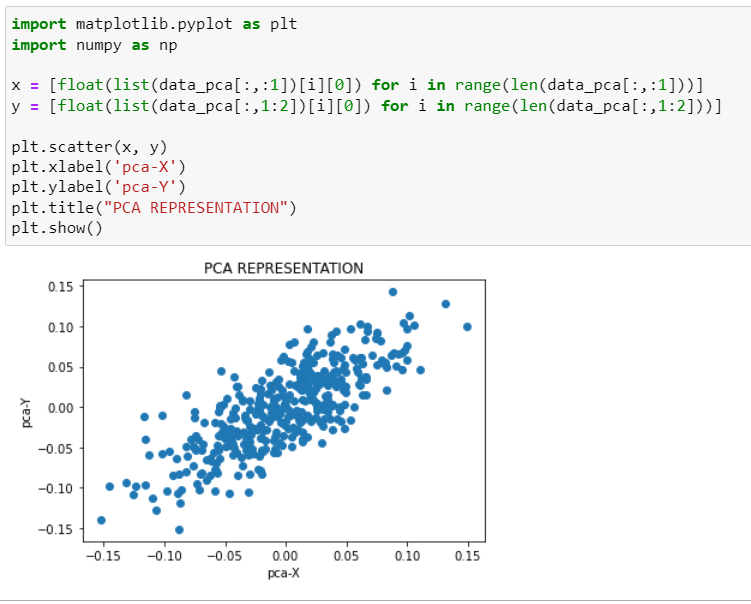 import matplotlib.pyplot as plt
import numpy as np
x = [float(list(data_pca[:,:1])[i][0]) for i in range(len(data_pca[:,:1]))]
y = [float(list(data_pca[:,1:2])[i][0]) for i in range(len(data_pca[:,1:2]))]
plt.scatter(x, y)
plt.xlabel('pca-X')
plt.ylabel('pca-Y')
plt.title("PCA REPRESENTATION")
plt.show()
PCA REPRESENTATION
0.15
0.10
0.05
0.00
−0.05
−0.10
−0.15
pca-Y
−0.15 −0.10 −0.05 0.00 0.05 0.10 0.15
pca-X